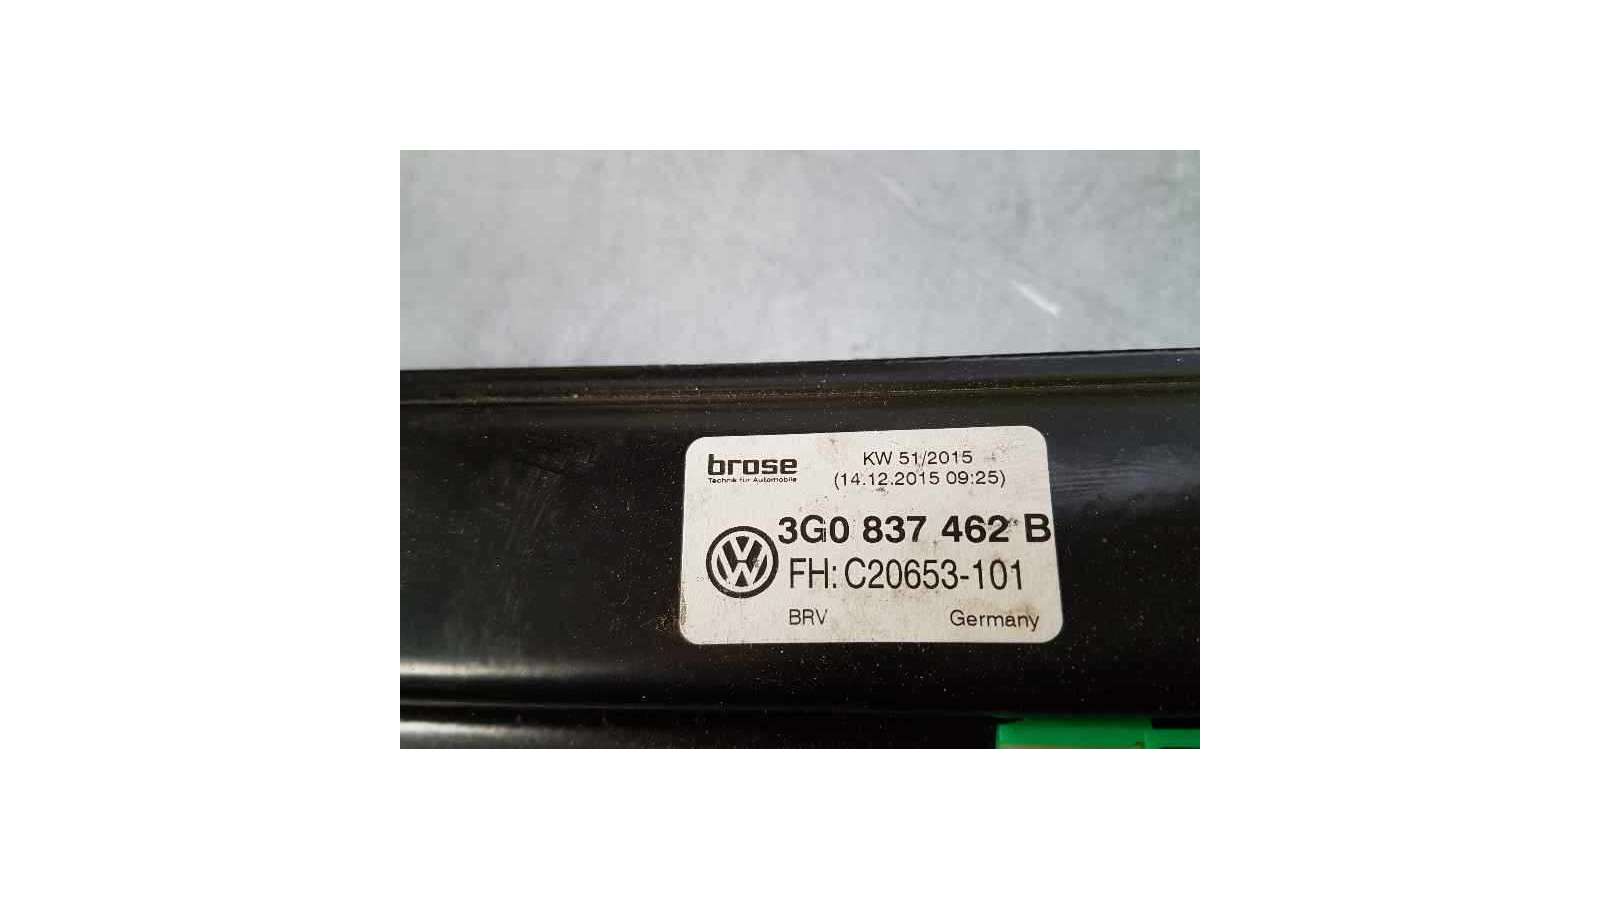 brose
Technik für Automobile
KW 51/2015
(14.12.2015 09:25)
3G0 837 462 B
FH: C20653-101
BRV
Germany